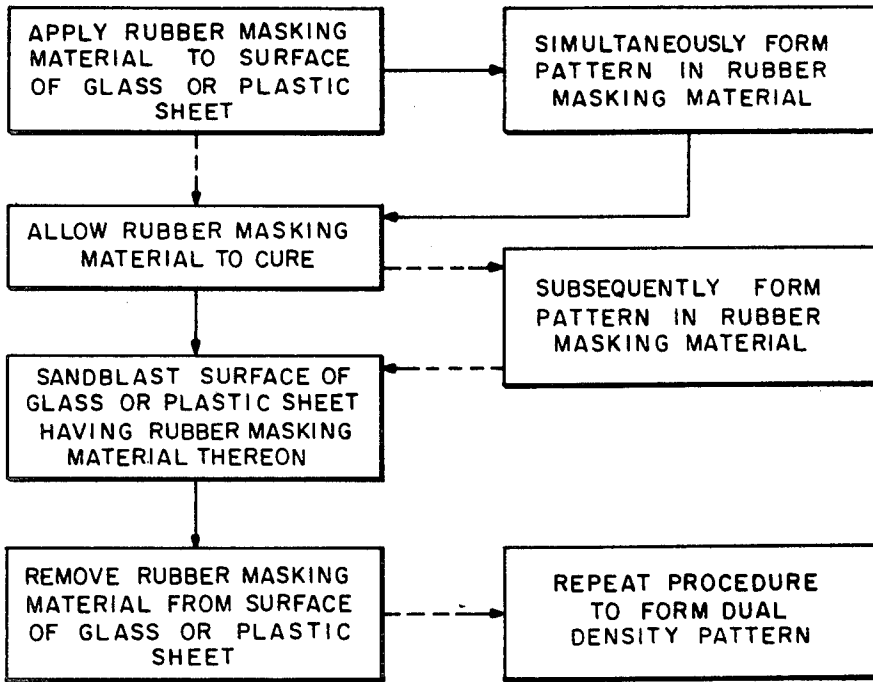 APPLY RUBBER MASKING
MATERIAL TO SURFACE
OF GLASS OR PLASTIC
SHEET
SIMULTANEOUSLY FORM
PATTERN IN RUBBER
MASKING MATERIAL
ALLOW RUBBER MASKING
MATERIAL TO CURE
SUBSEQUENTLY FORM
PATTERN IN RUBBER
MASKING MATERIAL
SANDBLAST SURFACE OF
GLASS OR PLASTIC SHEET
HAVING RUBBER MASKING
MATERIAL THEREON
REMOVE RUBBER MASKING
MATERIAL FROM SURFACE
OF GLASS OR PLASTIC
SHEET
REPEAT PROCEDURE
TO FORM DUAL
DENSITY PATTERN